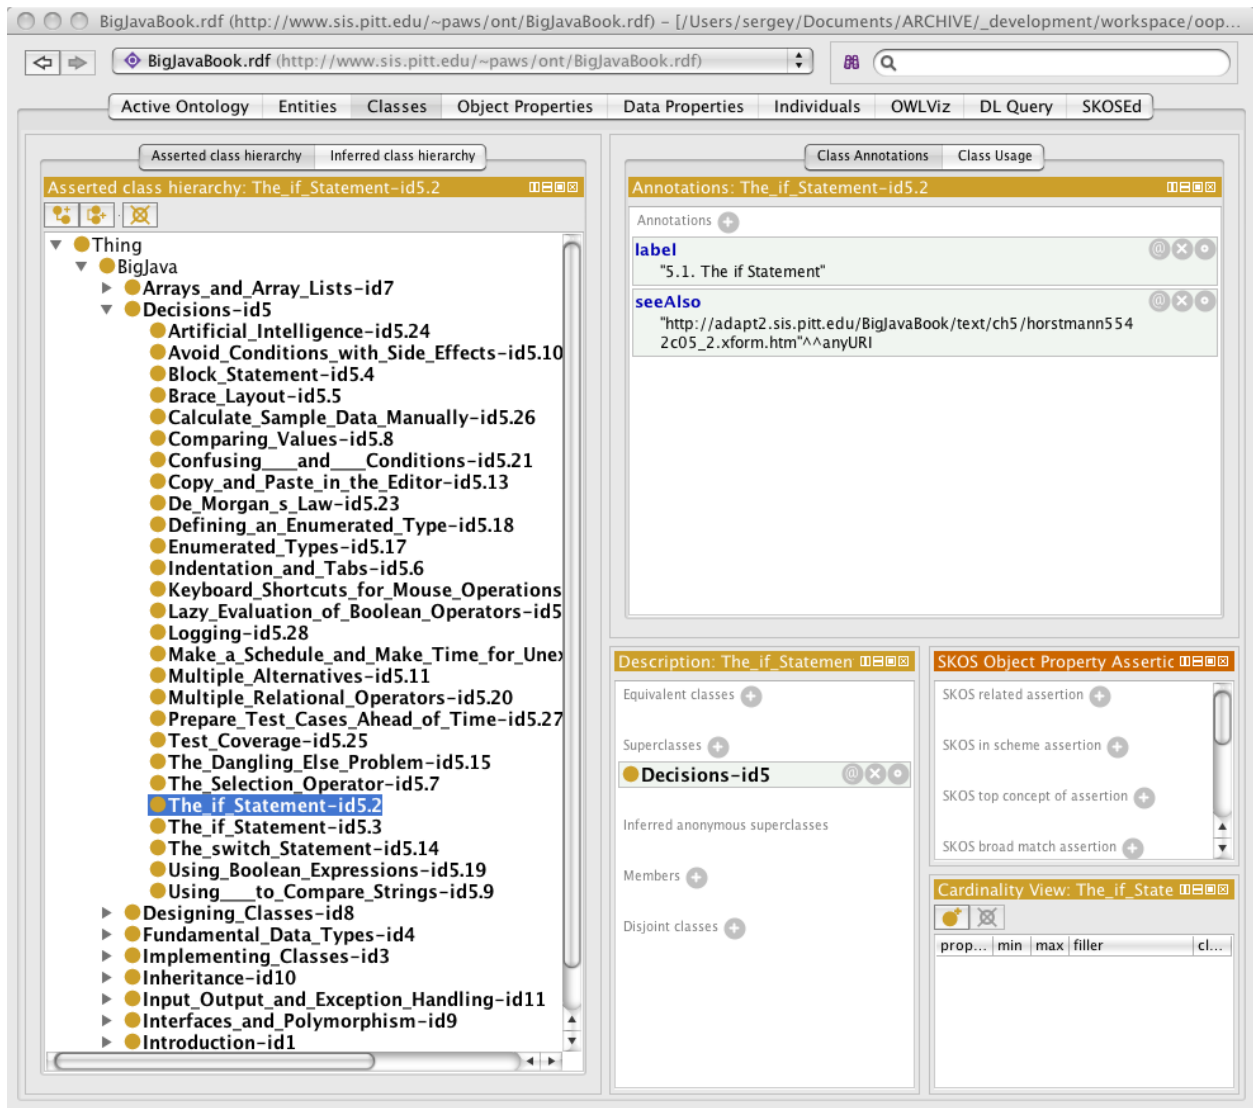 BigJavaBook.rdf (http://www.sis.pitt.edu/~paws/ont/BigJavaBook.rdf) – [/Users/sergey/Documents/ARCHIVE/_development/workspace/oop...
BigJavaBook.rdf (http://www.sis.pitt.edu/~paws/ont/BigJavaBook.rdf)
Active Ontology Entities Classes Object Properties Data Properties Individuals OWLViz DL Query SKOSEd
Asserted class hierarchy Inferred class hierarchy
Asserted class hierarchy: The_if_Statement-id5.2
Thing
BigJava
Arrays_and_Array_Lists-id7
Decisions-id5
Artificial_Intelligence-id5.24
Avoid_Conditions_with_Side_Effects-id5.10
Block_Statement-id5.4
Brace_Layout-id5.5
Calculate_Sample_Data_Manually-id5.26
Comparing_Values-id5.8
Confusing____and____Conditions-id5.21
Copy_and_Paste_in_the_Editor-id5.13
De_Morgan_s_Law-id5.23
Defining_an_Enumerated_Type-id5.18
Enumerated_Types-id5.17
Indentation_and_Tabs-id5.6
Keyboard_Shortcuts_for_Mouse_Operations
Lazy_Evaluation_of_Boolean_Operators-id5
Logging-id5.28
Make_a_Schedule_and_Make_Time_for_Unex
Multiple_Alternatives-id5.11
Multiple_Relational_Operators-id5.20
Prepare_Test_Cases_Ahead_of_Time-id5.27
Test_Coverage-id5.25
The_Dangling_Else_Problem-id5.15
The_Selection_Operator-id5.7
The_if_Statement-id5.2
The_if_Statement-id5.3
The_switch_Statement-id5.14
Using_Boolean_Expressions-id5.19
Using____to_Compare_Strings-id5.9
Designing_Classes-id8
Fundamental_Data_Types-id4
Implementing_Classes-id3
Inheritance-id10
Input_Output_and_Exception_Handling-id11
Interfaces_and_Polymorphism-id9
Introduction-id1
Class Annotations Class Usage
Annotations: The_if_Statement-id5.2
Annotations
label
"5.1. The if Statement"
seeAlso
"http://adapt2.sis.pitt.edu/BigJavaBook/text/ch5/horstmann554
2c05_2.xform.htm"^^anyURI
Description: The_if_Statemen
Equivalent classes
Superclasses
Decisions-id5
Inferred anonymous superclasses
Members
Disjoint classes
SKOS Object Property Assertic
SKOS related assertion
SKOS in scheme assertion
SKOS top concept of assertion
SKOS broad match assertion
Cardinality View: The_if_State
prop... min max filler cl...